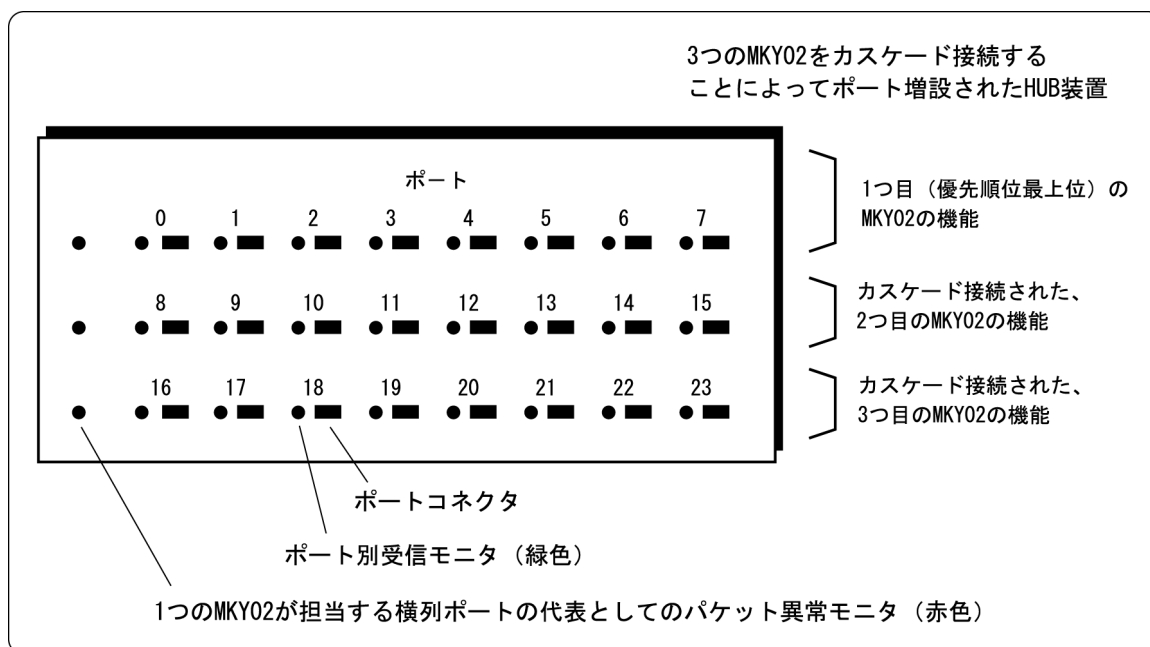 3つのMKY02をカスケード接続する
ことによってポート増設されたHUB装置
ポート
0 1 2 3 4 5 6 7
1つ目（優先順位最上位）の
MKY02の機能
8 9 10 11 12 13 14 15
カスケード接続された、
2つ目のMKY02の機能
16 17 18 19 20 21 22 23
カスケード接続された、
3つ目のMKY02の機能
ポートコネクタ
ポート別受信モニタ（緑色）
1つのMKY02が担当する横列ポートの代表としてのパケット異常モニタ（赤色）